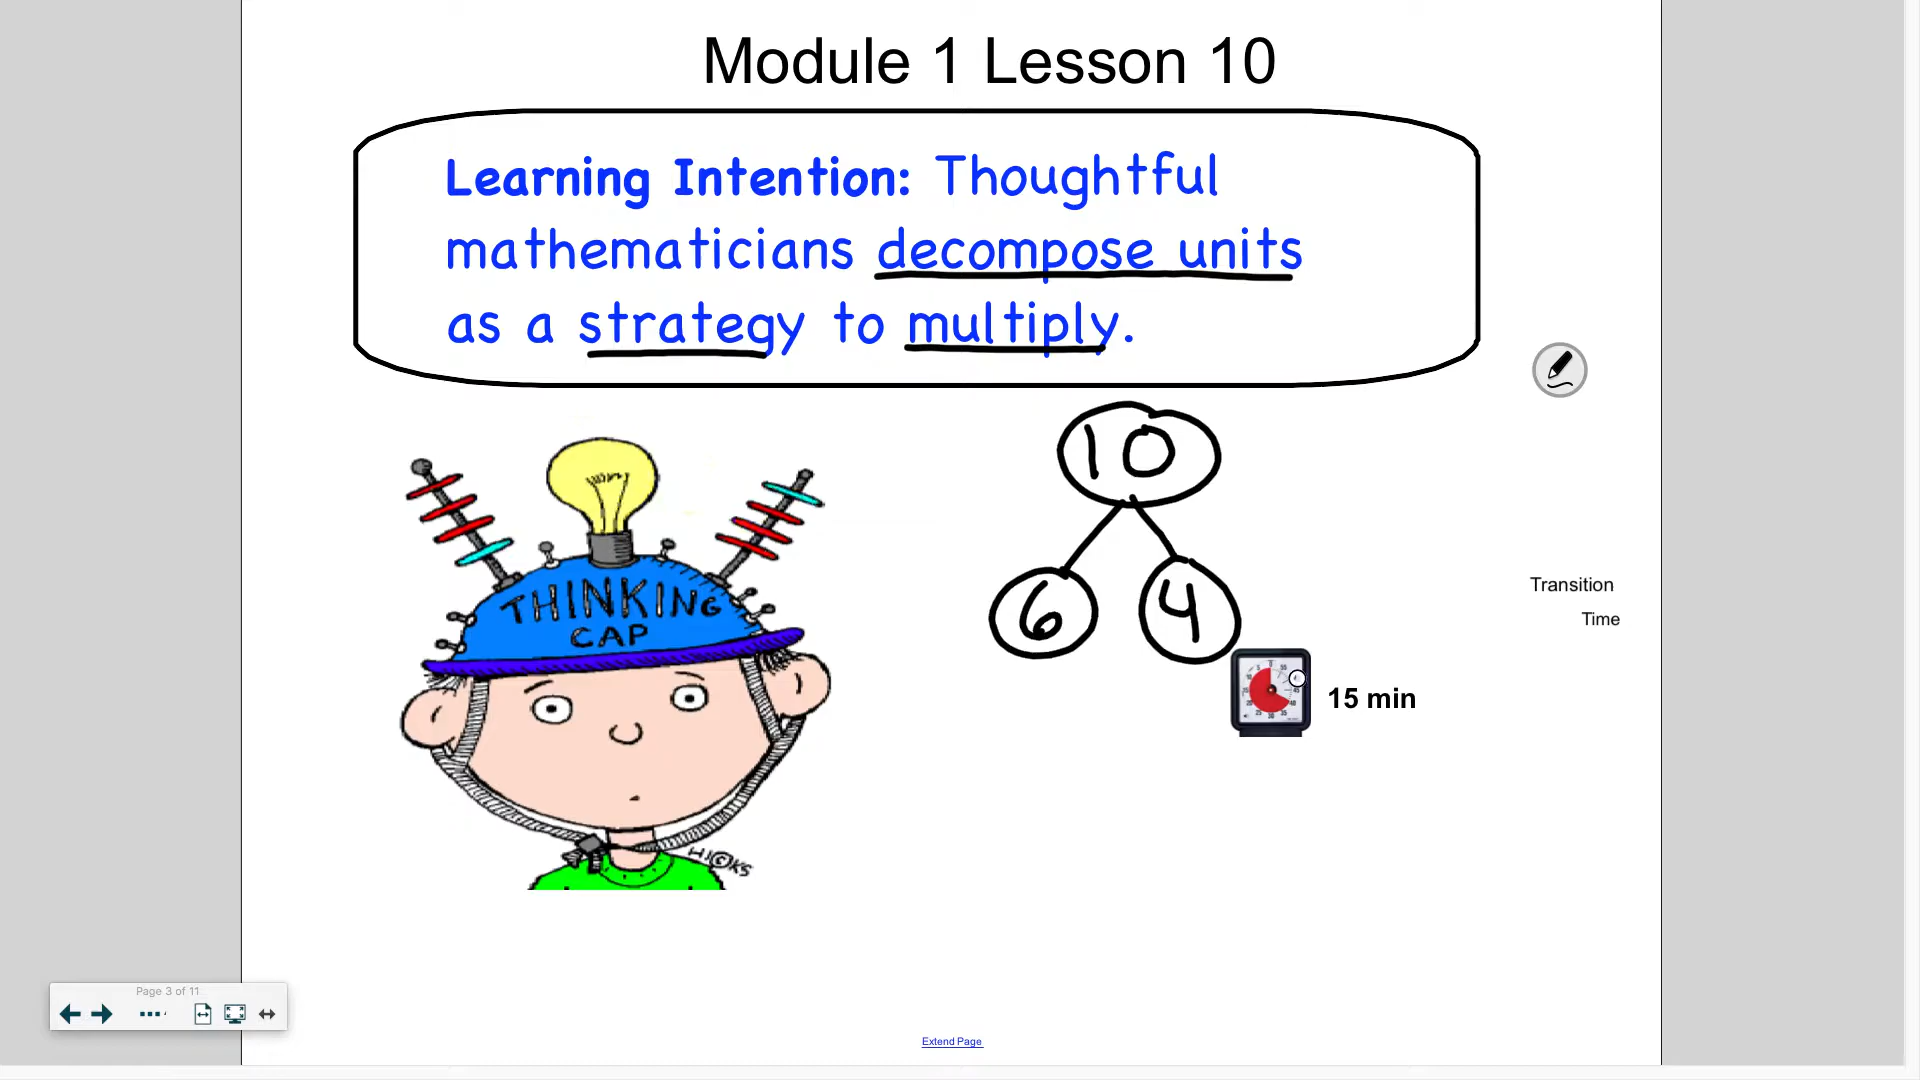 Module 1 Lesson 10
Learning Intention: Thoughtful
mathematicians decompose units
as a strategy to multiply.
10
6 4
THINKING
CAP
HICKS
Transition
Time
15 min
Page 3 of 11
Extend Page